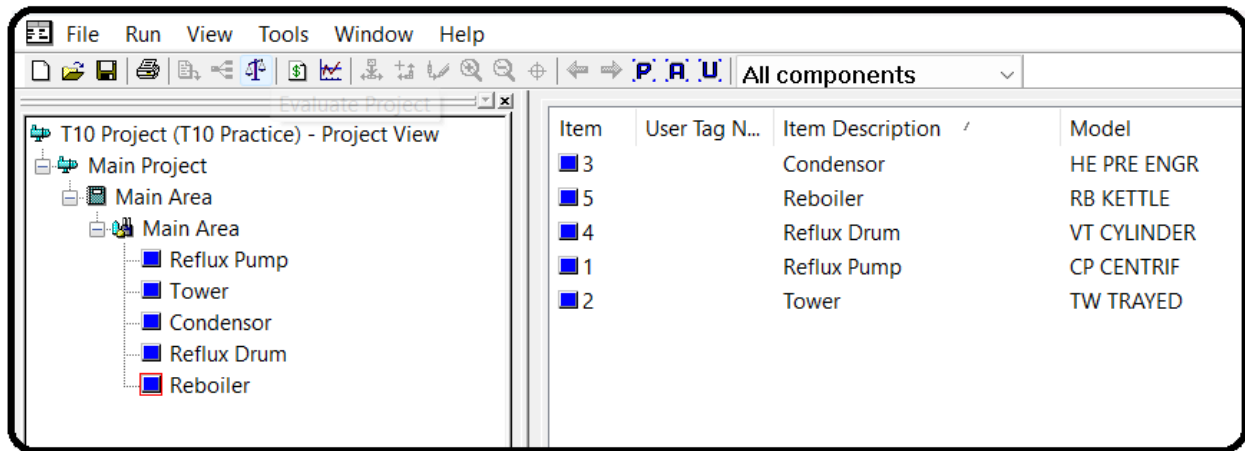 File Run View Tools Window Help
P A U All components
Evaluate Project
T10 Project (T10 Practice) - Project View
Main Project
Main Area
Main Area
Reflux Pump
Tower
Condensor
Reflux Drum
Reboiler
Item User Tag N... Item Description Model
3 Condensor HE PRE ENGR
5 Reboiler RB KETTLE
4 Reflux Drum VT CYLINDER
1 Reflux Pump CP CENTRIF
2 Tower TW TRAYED